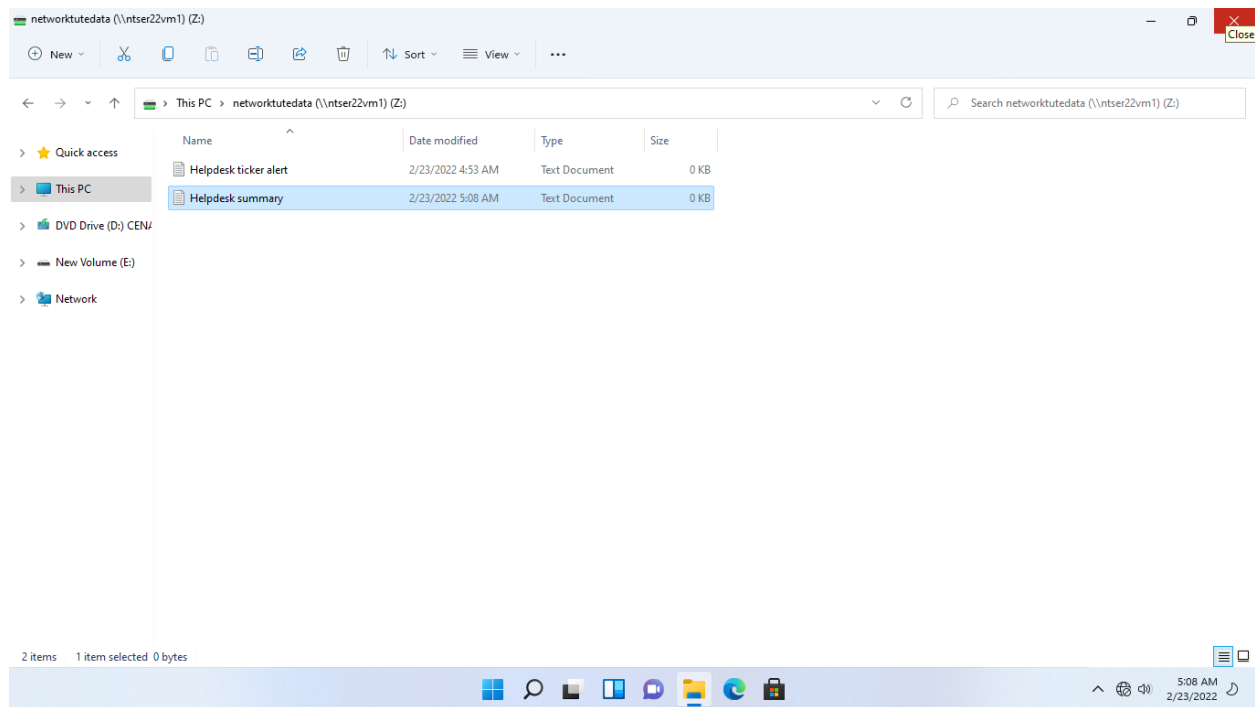 networktutedata (\\ntser22vm1) (Z:)
Close
New
Sort
View
This PC > networktutedata (\\ntser22vm1) (Z:)
Search networktutedata (\\ntser22vm1) (Z:)
Name Date modified Type Size
Quick access
This PC
DVD Drive (D:) CENA
New Volume (E:)
Network
Helpdesk ticker alert 2/23/2022 4:53 AM Text Document 0 KB
Helpdesk summary 2/23/2022 5:08 AM Text Document 0 KB
2 items 1 item selected 0 bytes
5:08 AM
2/23/2022